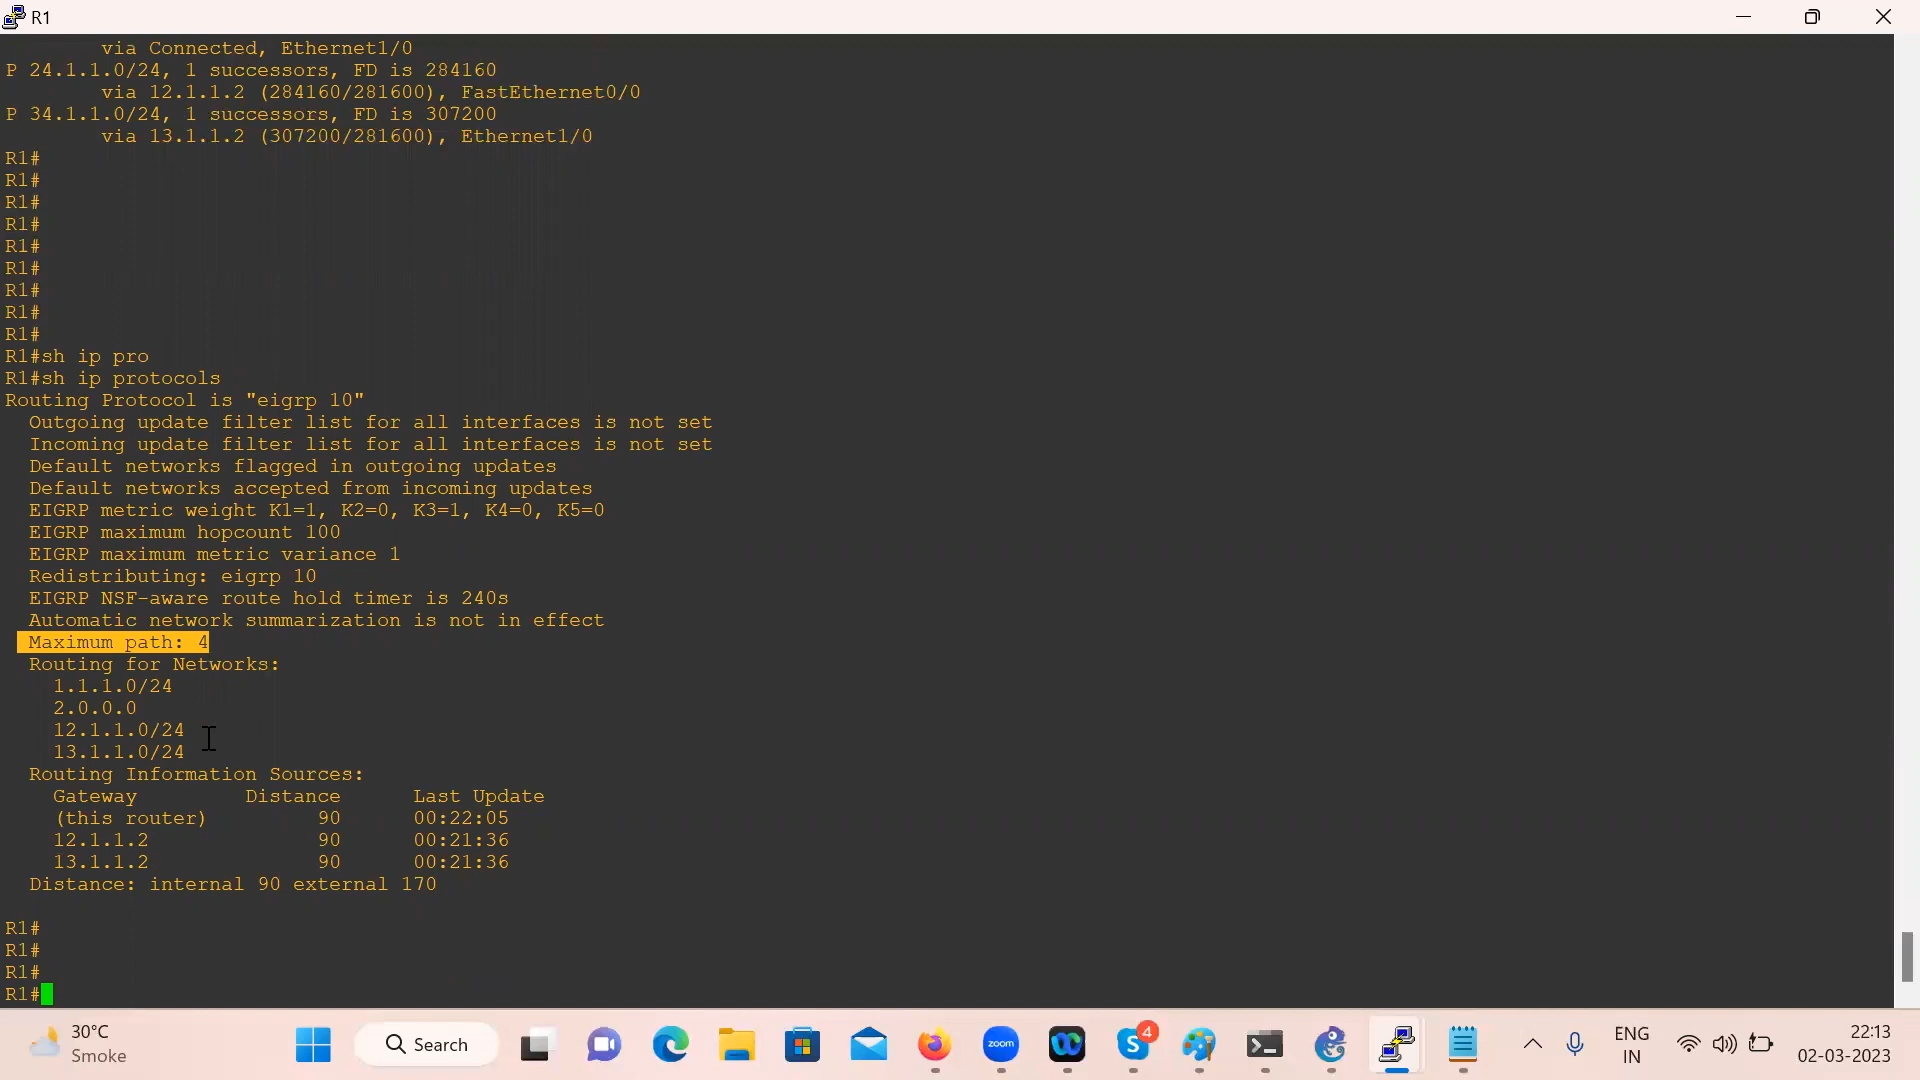 R1
via Connected, Ethernet1/0
P 24.1.1.0/24, 1 successors, FD is 284160
via 12.1.1.2 (284160/281600), FastEthernet0/0
P 34.1.1.0/24, 1 successors, FD is 307200
via 13.1.1.2 (307200/281600), Ethernet1/0
R1#
R1#
R1#
R1#
R1#
R1#
R1#
R1#
R1#
R1#sh ip pro
R1#sh ip protocols
Routing Protocol is "eigrp 10"
Outgoing update filter list for all interfaces is not set
Incoming update filter list for all interfaces is not set
Default networks flagged in outgoing updates
Default networks accepted from incoming updates
EIGRP metric weight K1=1, K2=0, K3=1, K4=0, K5=0
EIGRP maximum hopcount 100
EIGRP maximum metric variance 1
Redistributing: eigrp 10
EIGRP NSF-aware route hold timer is 240s
Automatic network summarization is not in effect
Maximum path: 4
Routing for Networks:
1.1.1.0/24
2.0.0.0
12.1.1.0/24
13.1.1.0/24
Routing Information Sources:
Gateway Distance Last Update
(this router) 90 00:22:05
12.1.1.2 90 00:21:36
13.1.1.2 90 00:21:36
Distance: internal 90 external 170
R1#
R1#
R1#
R1#
30°C
Smoke
Search
zoom
4
ENG
IN
22:13
02-03-2023